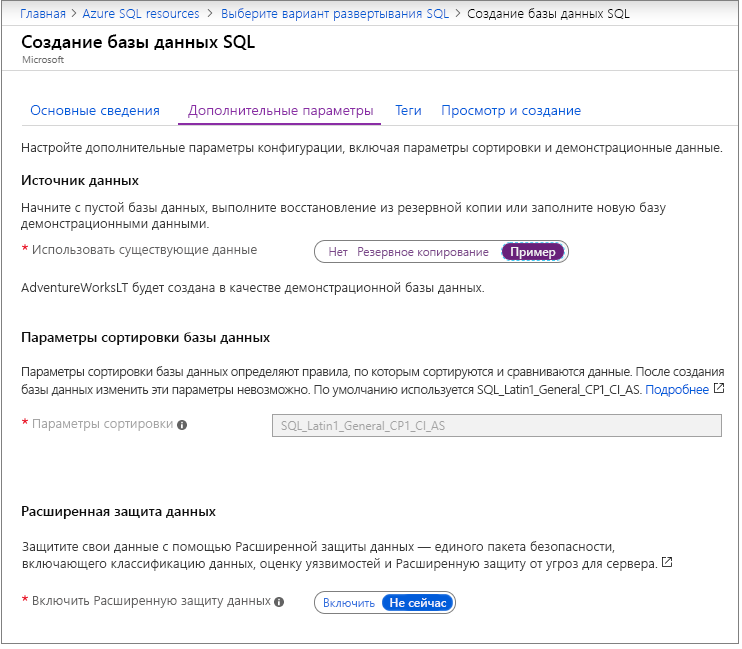 Главная > Azure SQL resources > Выберите вариант развертывания SQL > Создание базы данных SQL
Создание базы данных SQL
Microsoft
Основные сведения Дополнительные параметры Теги Просмотр и создание
Настройте дополнительные параметры конфигурации, включая параметры сортировки и демонстрационные данные.
Источник данных
Начните с пустой базы данных, выполните восстановление из резервной копии или заполните новую базу
демонстрационными данными.
* Использовать существующие данные Нет Резервное копирование Пример
AdventureWorksLT будет создана в качестве демонстрационной базы данных.
Параметры сортировки базы данных
Параметры сортировки базы данных определяют правила, по которым сортируются и сравниваются данные. После создания
базы данных изменить эти параметры невозможно. По умолчанию используется SQL_Latin1_General_CP1_CI_AS. Подробнее
* Параметры сортировки SQL_Latin1_General_CP1_CI_AS
Расширенная защита данных
Защитите свои данные с помощью Расширенной защиты данных — единого пакета безопасности,
включающего классификацию данных, оценку уязвимостей и Расширенную защиту от угроз для сервера.
* Включить Расширенную защиту данных Включить Не сейчас